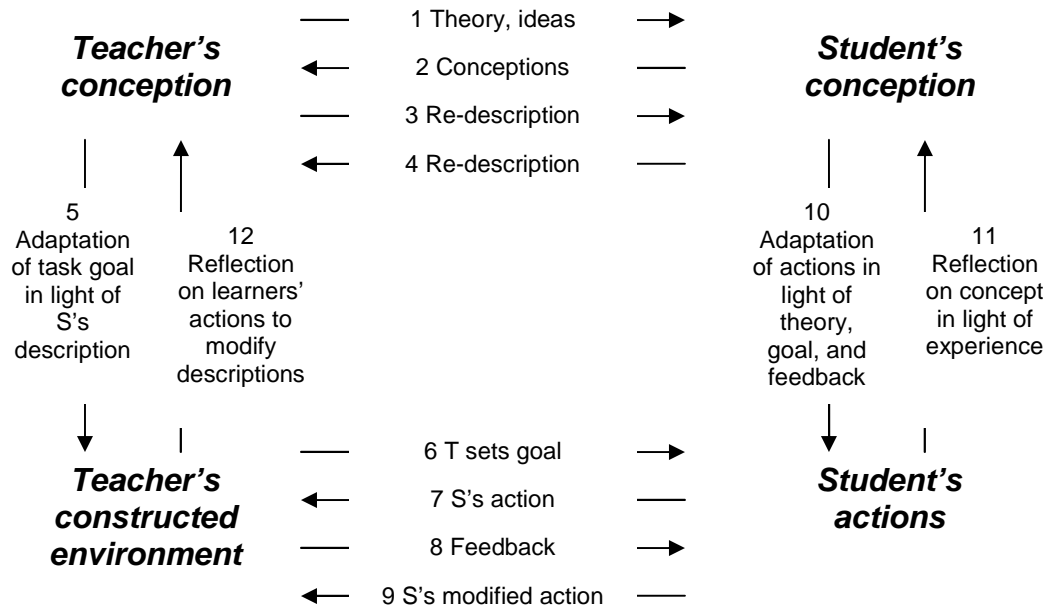 1 Theory, ideas
Teacher's
conception
Student's
conception
2 Conceptions
3 Re-description
4 Re-description
5
Adaptation
of task goal
in light of
S's
description
12
Reflection
on learners'
actions to
modify
descriptions
10
Adaptation
of actions in
light of
theory,
goal, and
feedback
11
Reflection
on concept
in light of
experience
6 T sets goal
Teacher's
constructed
environment
Student's
actions
7 S's action
8 Feedback
9 S's modified action